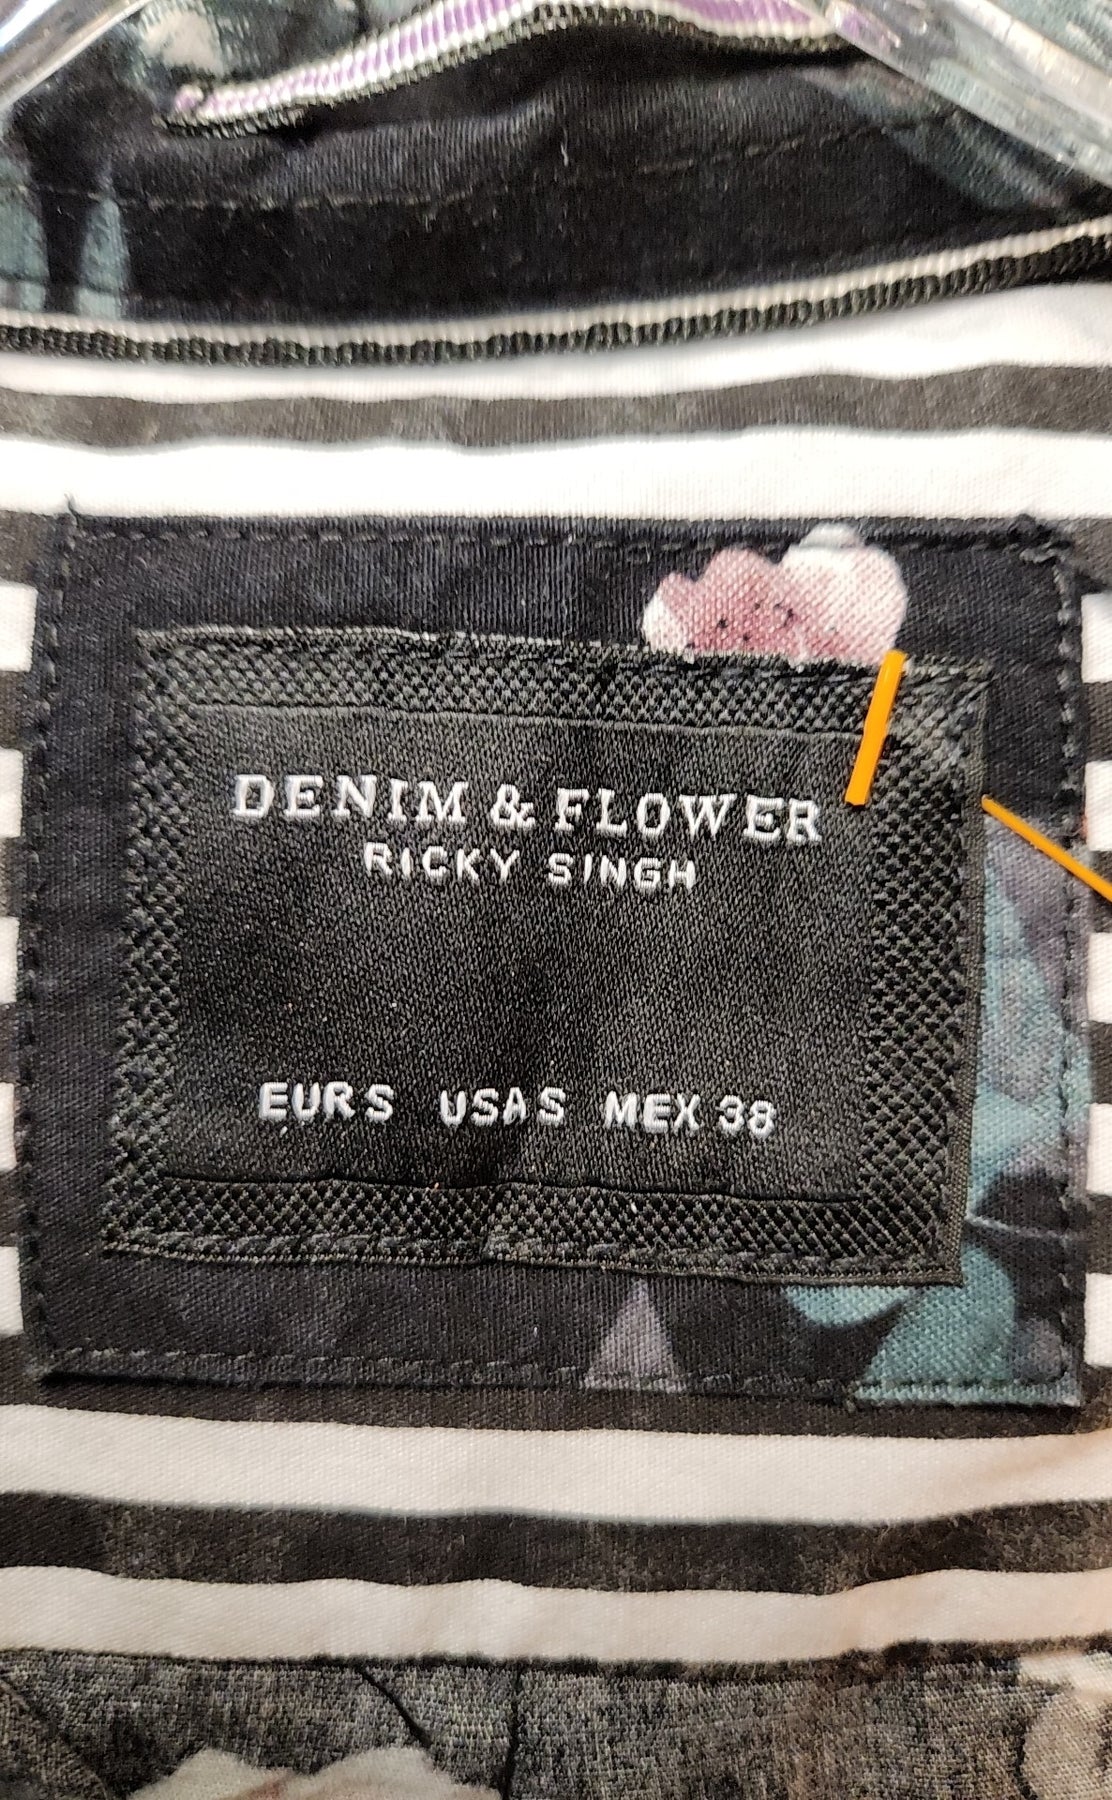 DENIM & FLOWER
RICKY SINGH
EUR S USA S MEX 38